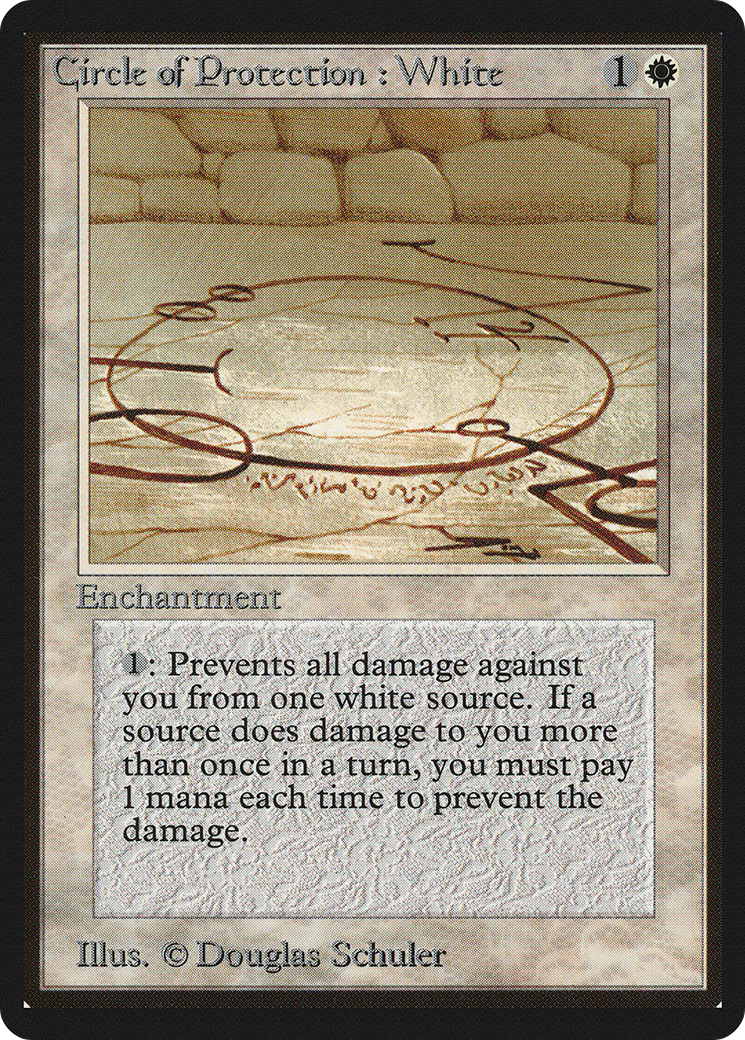 Circle of Protection : White 1
Enchantment
1: Prevents all damage against
you from one white source. If a
source does damage to you more
than once in a turn, you must pay
1 mana each time to prevent the
damage.
Illus. © Douglas Schuler